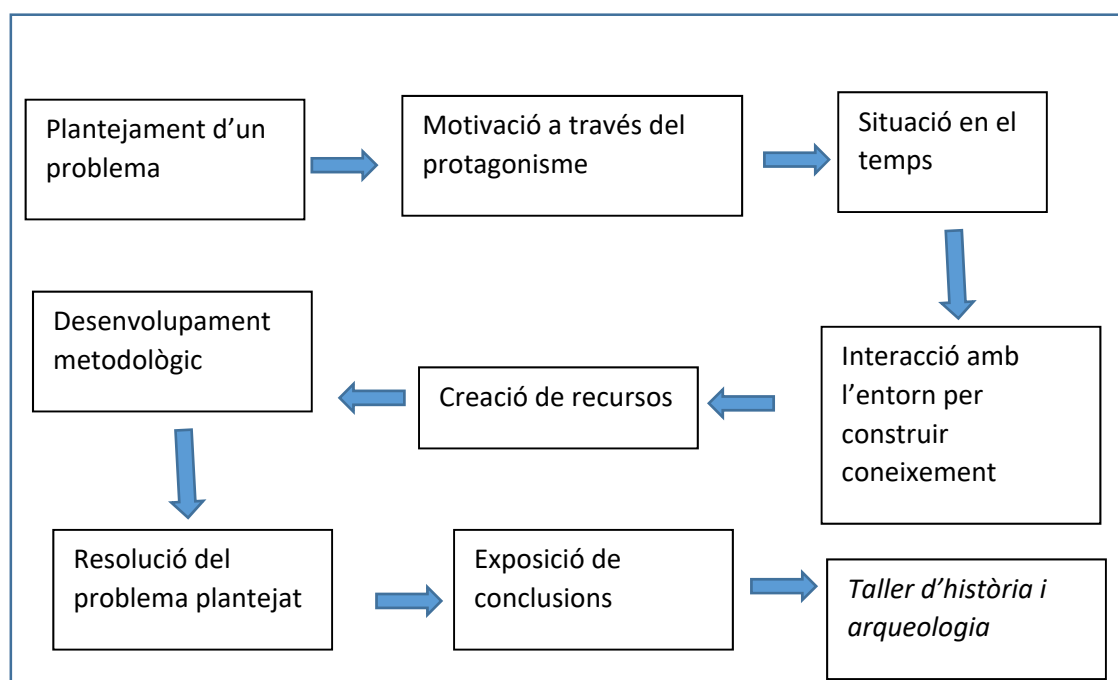 Plantejament d’un
problema
Motivació a través del
protagonisme
Situació en el
temps
Interacció amb
l’entorn per
construir
coneixement
Creació de recursos
Desenvolupament
metodològic
Resolució del
problema plantejat
Exposició de
conclusions
Taller d’història i
arqueologia